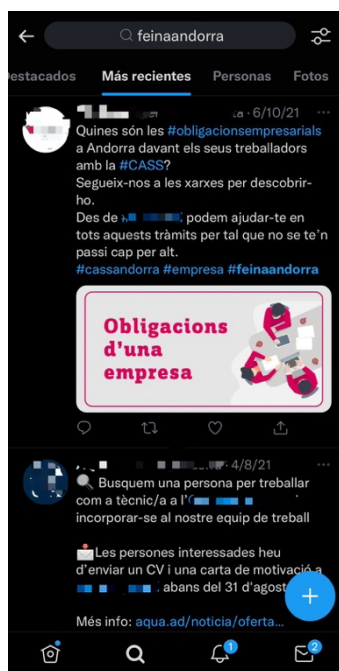 feinaandorra
estacados Más recientes Personas Fotos
a · 6/10/21 ···
Quines són les #obligacionsempresarials
a Andorra davant els seus treballadors
amb la #CASS?
Segueix-nos a les xarxes per descobrir-
ho.
Des de podem ajudar-te en
tots aquests tràmits per tal que no se te’n
passi cap per alt.
#cassandorra #empresa #feinaandorra
Obligacions
d’una
empresa
· 4/8/21 ···
🔍 Busquem una persona per treballar
com a tècnic/a a l’
incorporar-se al nostre equip de treball
📩Les persones interessades heu
d’enviar un CV i una carta de motivació a
abans del 31 d’agost
Més info: aqua.ad/noticia/oferta...
1 2